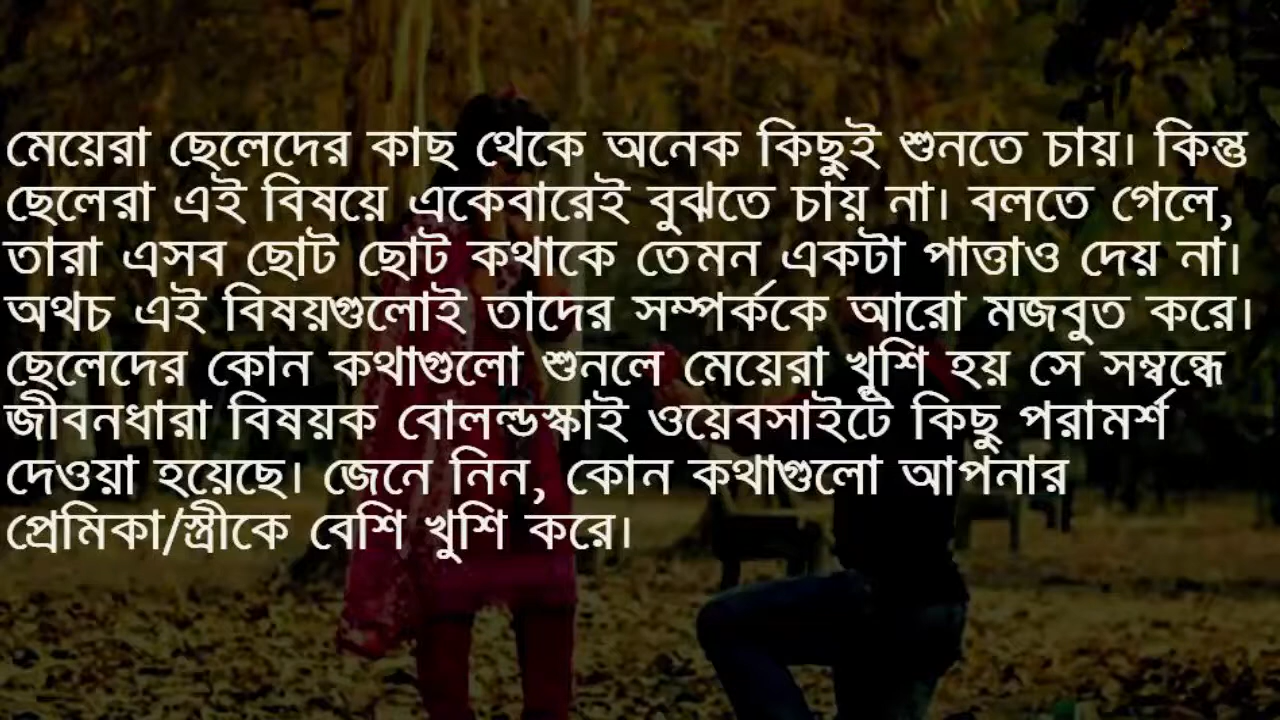 মেয়েরা ছেলেদের কাছ থেকে অনেক কিছুই শুনতে চায়। কিন্তু
ছেলেরা এই বিষয়ে একেবারেই বুঝতে চায় না। বলতে গেলে,
তারা এসব ছোট ছোট কথাকে তেমন একটা পাত্তাও দেয় না।
অথচ এই বিষয়গুলোই তাদের সম্পর্ককে আরো মজবুত করে।
ছেলেদের কোন কথাগুলো শুনলে মেয়েরা খুশি হয় সে সম্বন্ধে
জীবনধারা বিষয়ক বোলল্ডস্কাই ওয়েবসাইটে কিছু পরামর্শ
দেওয়া হয়েছে। জেনে নিন, কোন কথাগুলো আপনার
প্রেমিকা/স্ত্রীকে বেশি খুশি করে।